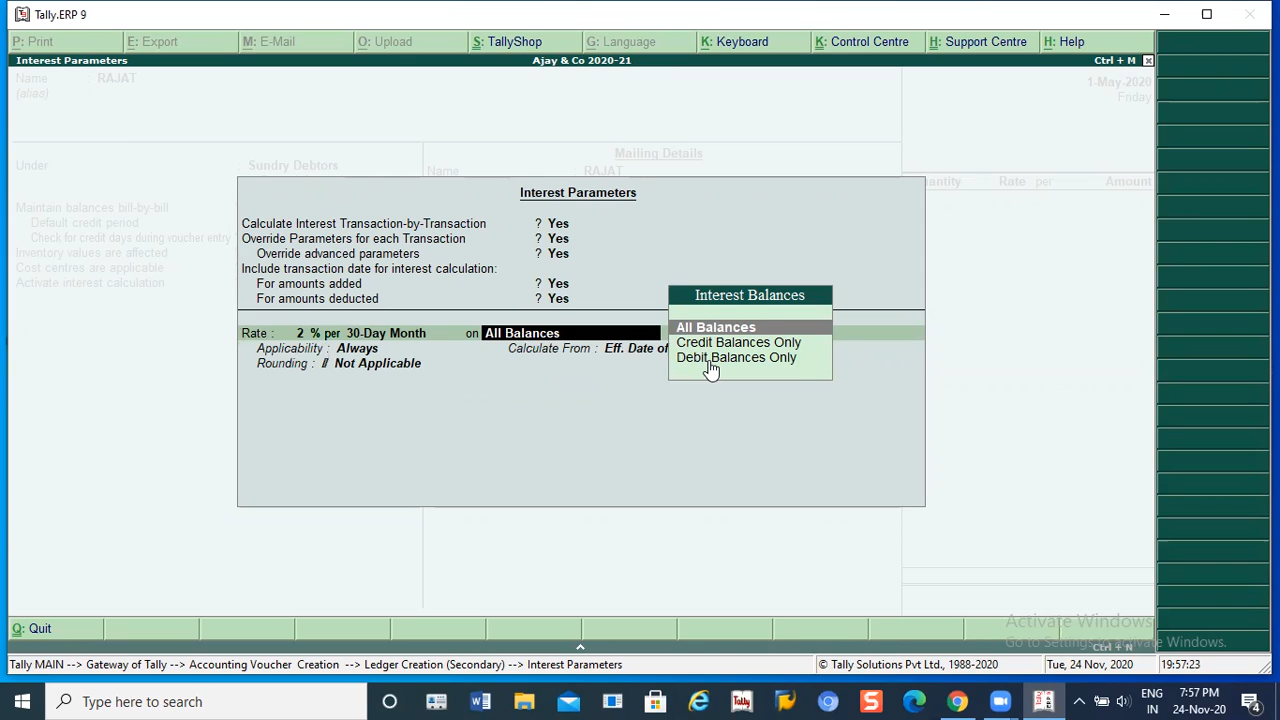 Tally.ERP 9
P: Print E: Export M: E-Mail O: Upload S: TallyShop G: Language K: Keyboard K: Control Centre H: Support Centre H: Help
Interest Parameters Ajay & Co 2020-21 Ctrl + M
Name RAJAT 1-May-2020
(alias) Friday
Under Sundry Debtors Mailing Details
Name RAJAT
Interest Parameters
Rate per Amount
Maintain balances bill-by-bill
Default credit period
Check for credit days during voucher entry
Inventory values are affected
Cost centres are applicable
Activate interest calculation
Calculate Interest Transaction-by-Transaction ? Yes
Override Parameters for each Transaction ? Yes
Override advanced parameters ? Yes
Include transaction date for interest calculation:
For amounts added ? Yes
For amounts deducted ? Yes
Rate : 2 % per 30-Day Month on All Balances
Applicability : Always Calculate From : Eff. Date of
Rounding : Not Applicable
Interest Balances
All Balances
Credit Balances Only
Debit Balances Only
Q: Quit
Activate Windows
Go to Settings to activate Windows.
Ctrl + N
Tally MAIN --> Gateway of Tally --> Accounting Voucher Creation --> Ledger Creation (Secondary) --> Interest Parameters © Tally Solutions Pvt Ltd., 1988-2020 Tue, 24 Nov, 2020 19:57:23
Type here to search
ENG 7:57 PM
IN 24-Nov-20
4